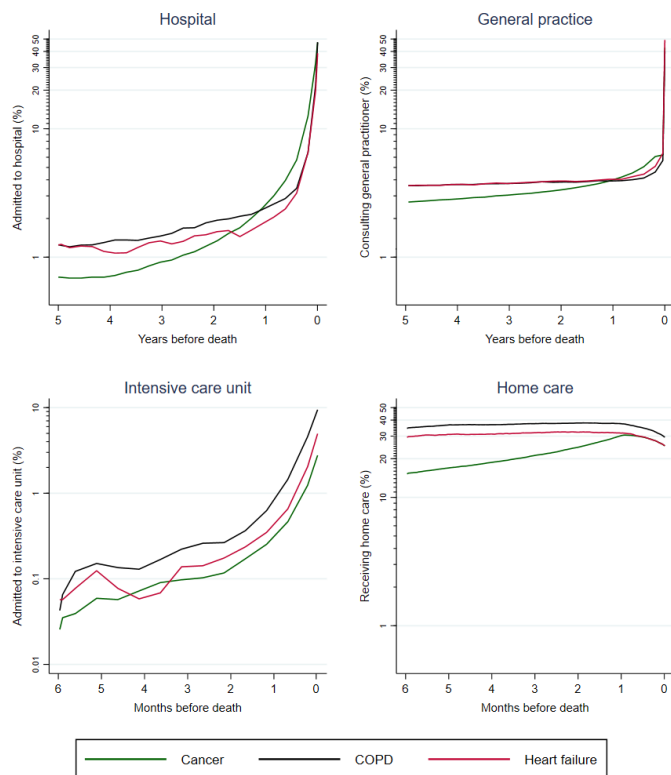 Hospital
Admitted to hospital (%)
50
40
30
20
10
1
5 4 3 2 1 0
Years before death
General practice
Consulting general practitioner (%)
50
40
30
20
10
1
5 4 3 2 1 0
Years before death
Intensive care unit
Admitted to intensive care unit (%)
10
1
0.1
0.01
6 5 4 3 2 1 0
Months before death
Home care
Receiving home care (%)
50
40
30
20
10
1
6 5 4 3 2 1 0
Months before death
Cancer COPD Heart failure